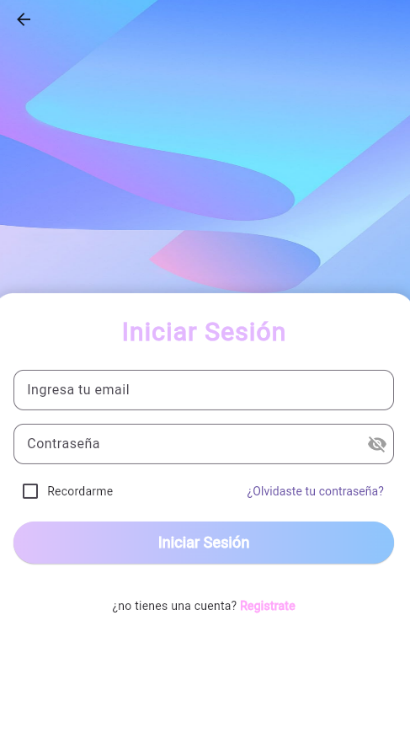 Iniciar Sesión
Ingresa tu email
Contraseña
Recordarme ¿Olvidaste tu contraseña?
Iniciar Sesión
¿no tienes una cuenta? Registrate